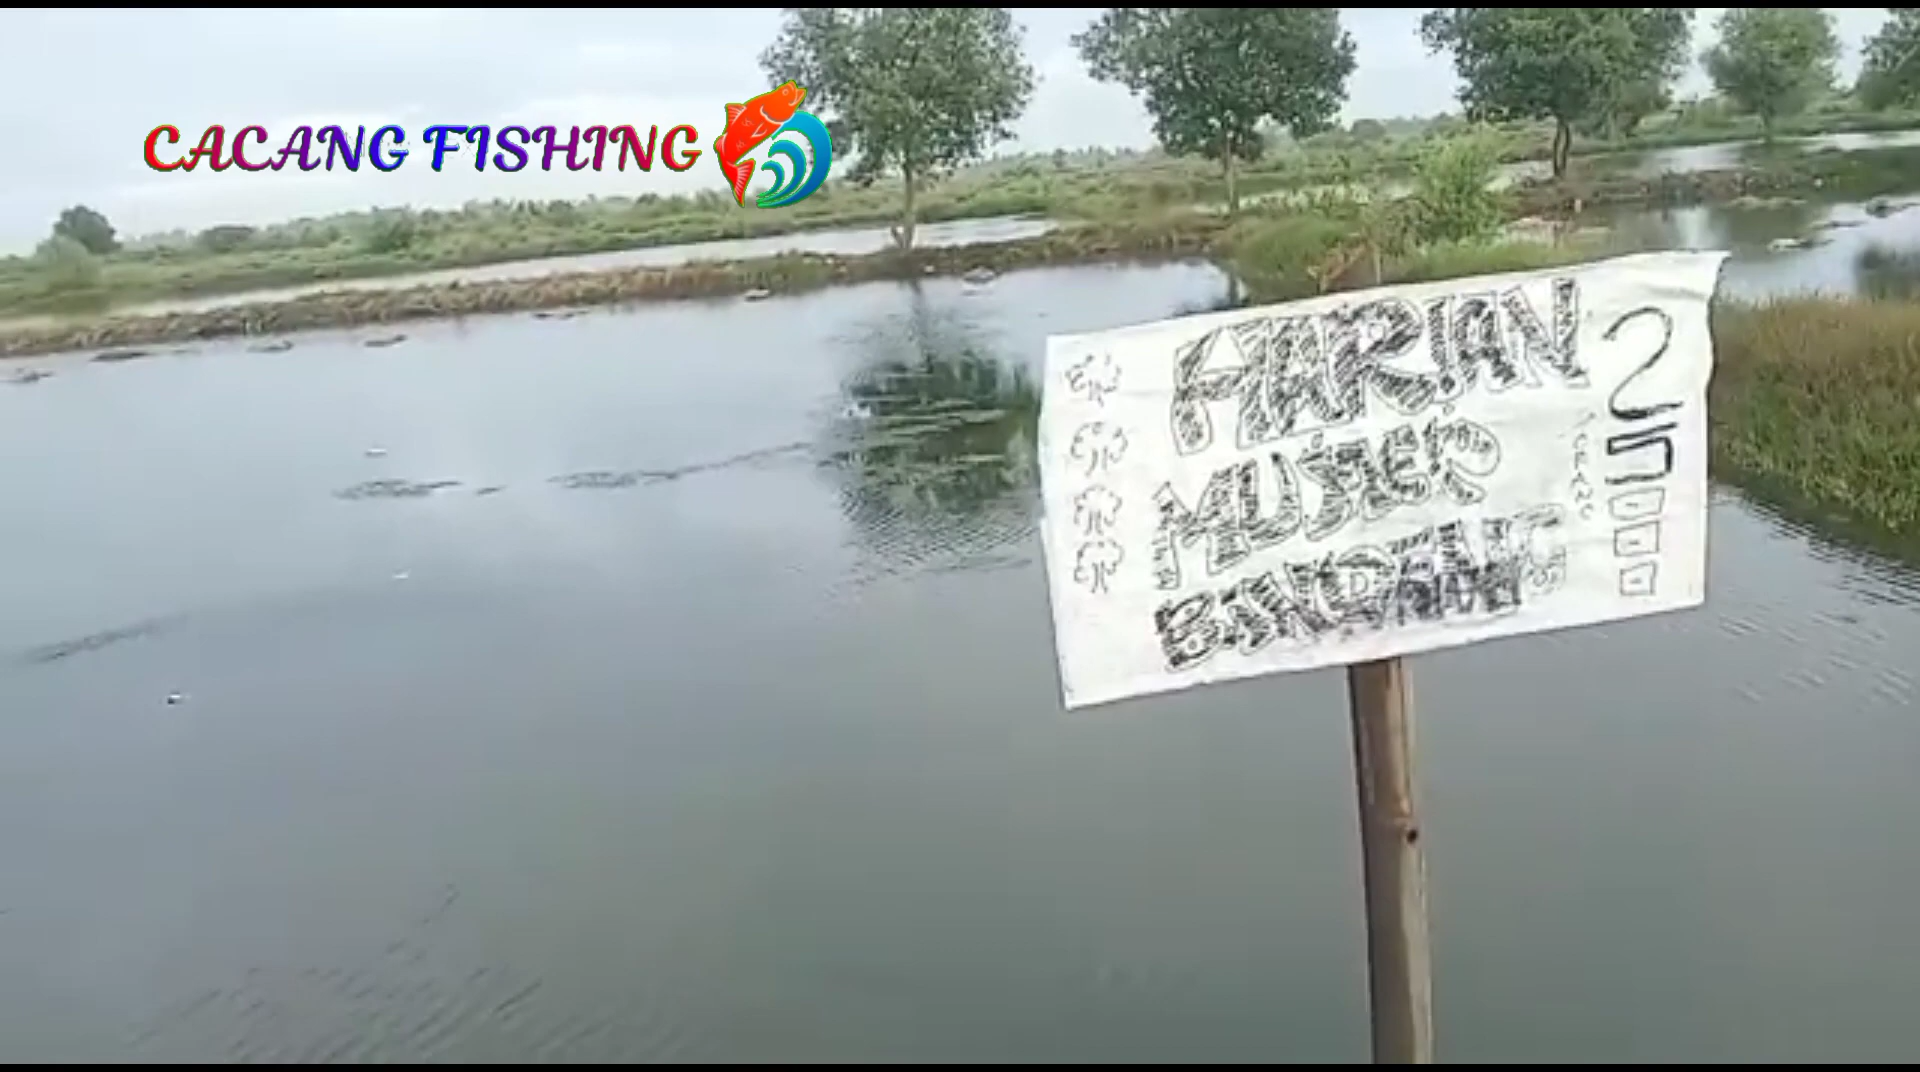 CACANG FISHING
HARIAN
MUJAER
BANDENG
25000